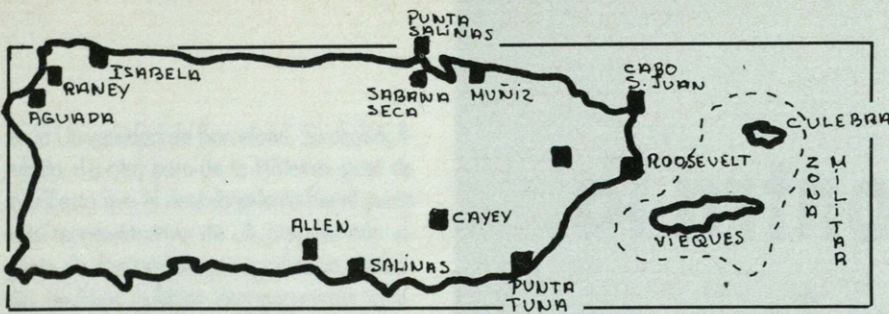 PUNTA
SALINAS
ISABELA
RANEY
AGUADA
SABANA
SECA
MUÑIZ
CABO
S. JUAN
CULEBRA
ROOSEVELT
ZONA
MILITAR
VIEQUES
CAYEY
ALLEN
SALINAS
PUNTA
TUNA